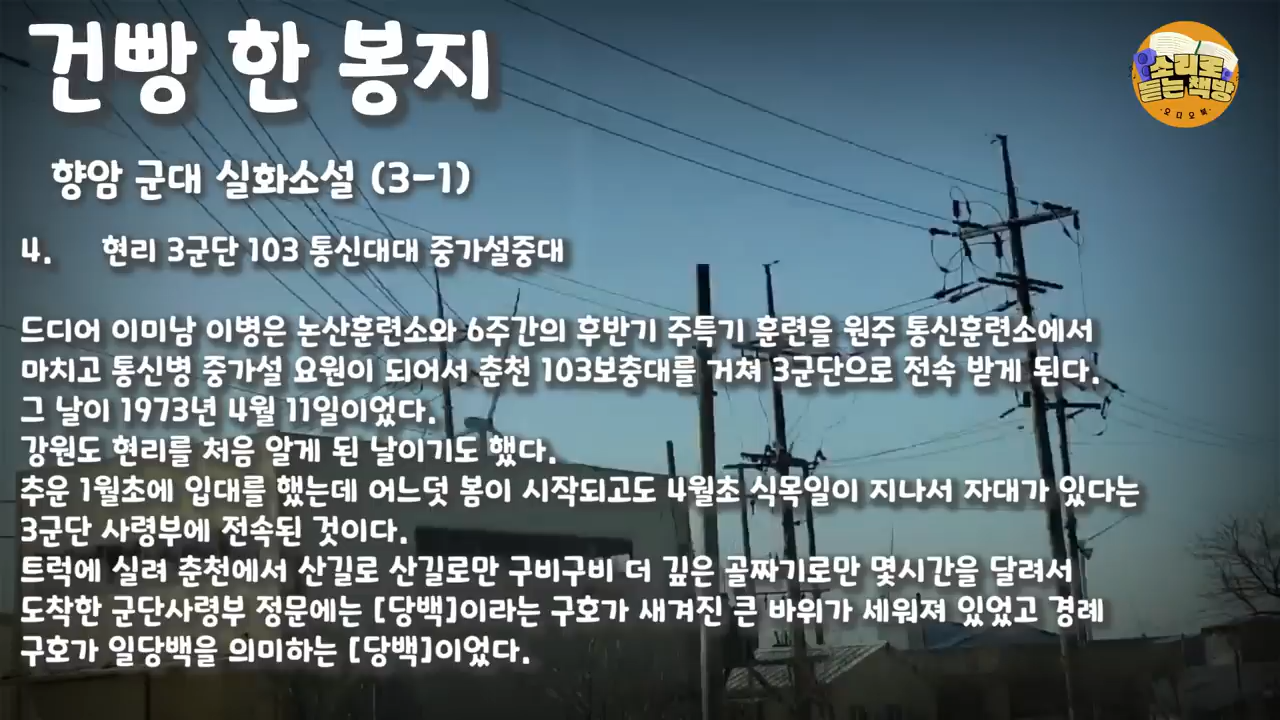 건빵 한 봉지
소리로
듣는 책방
·오디오북·
향암 군대 실화소설 (3-1)
4. 현리 3군단 103 통신대대 중가설중대
드디어 이미남 이병은 논산훈련소와 6주간의 후반기 주특기 훈련을 원주 통신훈련소에서
마치고 통신병 중가설 요원이 되어서 춘천 103보충대를 거쳐 3군단으로 전속 받게 된다.
그 날이 1973년 4월 11일이었다.
강원도 현리를 처음 알게 된 날이기도 했다.
추운 1월초에 입대를 했는데 어느덧 봄이 시작되고도 4월초 식목일이 지나서 자대가 있다는
3군단 사령부에 전속된 것이다.
트럭에 실려 춘천에서 산길로 산길로만 구비구비 더 깊은 골짜기로만 몇시간을 달려서
도착한 군단사령부 정문에는 [당백]이라는 구호가 새겨진 큰 바위가 세워져 있었고 경례
구호가 일당백을 의미하는 [당백]이었다.